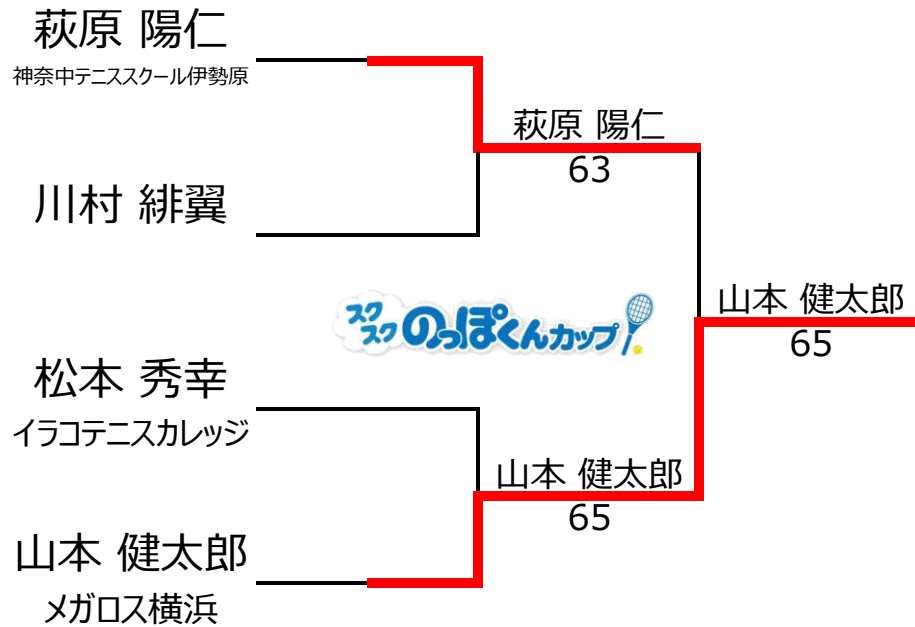 萩原 陽仁
神奈中テニススクール伊勢原
萩原 陽仁
63
川村 緋翼
スクスク のっぽくんカップ
山本 健太郎
65
松本 秀幸
イラコテニスカレッジ
山本 健太郎
65
山本 健太郎
メガロス横浜